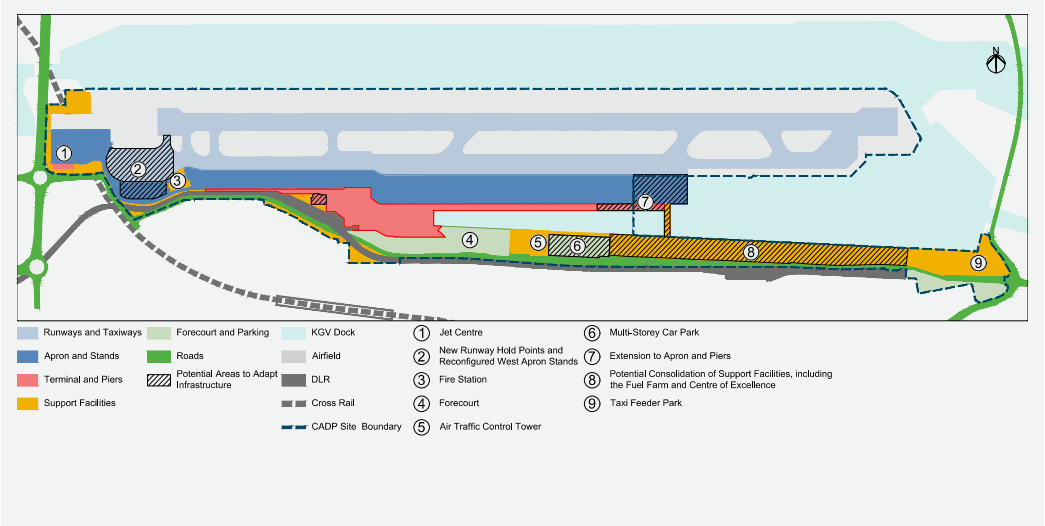 N
1
2
3
7
4
5
6
8
9
Runways and Taxiways
Apron and Stands
Terminal and Piers
Support Facilities
Forecourt and Parking
Roads
Potential Areas to Adapt
Infrastructure
KGV Dock
Airfield
DLR
Cross Rail
CADP Site Boundary
1 Jet Centre
2 New Runway Hold Points and
Reconfigured West Apron Stands
3 Fire Station
4 Forecourt
5 Air Traffic Control Tower
6 Multi-Storey Car Park
7 Extension to Apron and Piers
8 Potential Consolidation of Support Facilities, including
the Fuel Farm and Centre of Excellence
9 Taxi Feeder Park